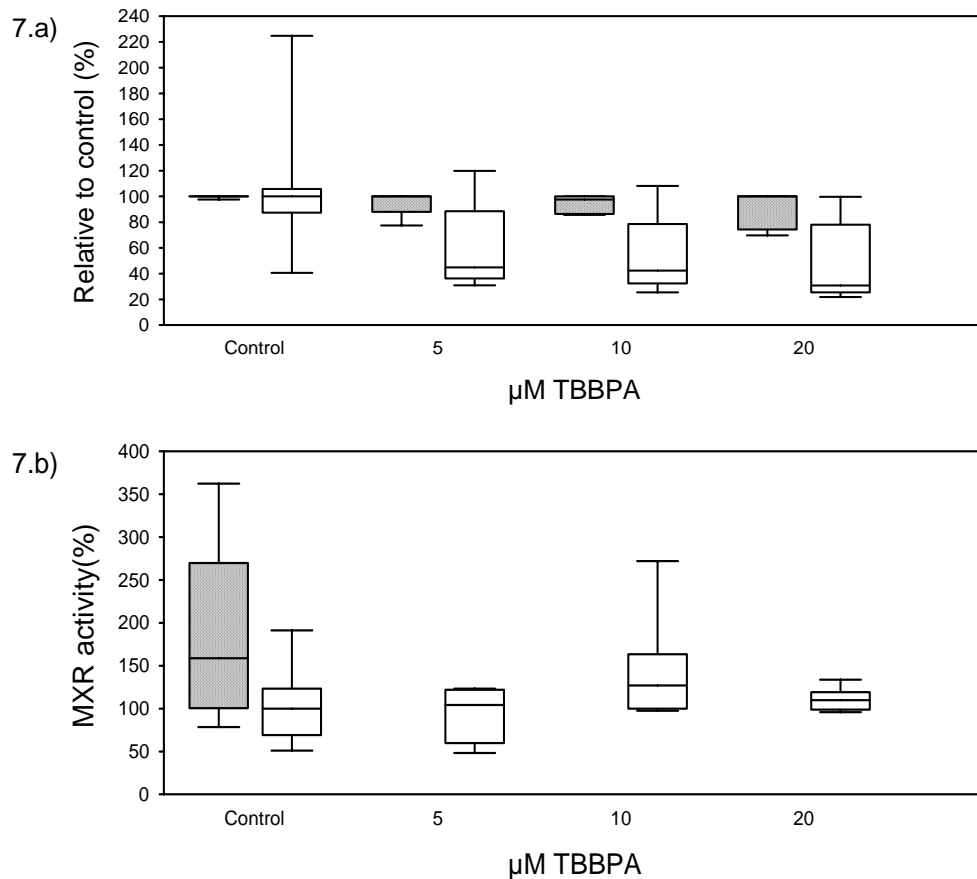 7.a)
Relative to control (%)
240
220
200
180
160
140
120
100
80
60
40
20
0
Control 5 10 20
µM TBBPA
7.b)
MXR activity(%)
400
350
300
250
200
150
100
50
0
Control 5 10 20
µM TBBPA